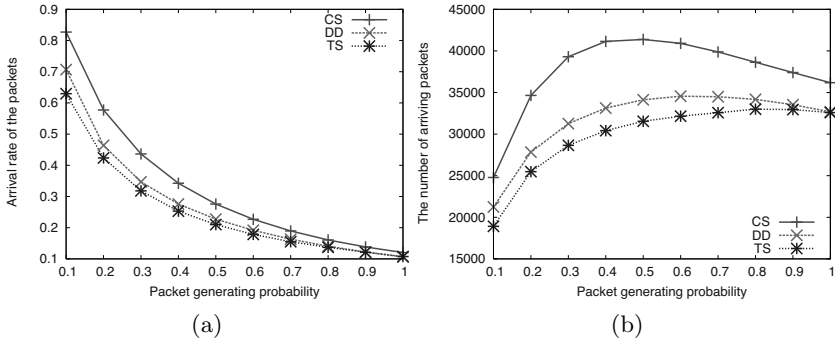 0.9
0.8
0.7
0.6
0.5
0.4
0.3
0.2
0.1
Arrival rate of the packets
CS
DD
TS
0.1 0.2 0.3 0.4 0.5 0.6 0.7 0.8 0.9 1
Packet generating probability
(a)
45000
40000
35000
30000
25000
20000
15000
The number of arriving packets
CS
DD
TS
0.1 0.2 0.3 0.4 0.5 0.6 0.7 0.8 0.9 1
Packet generating probability
(b)